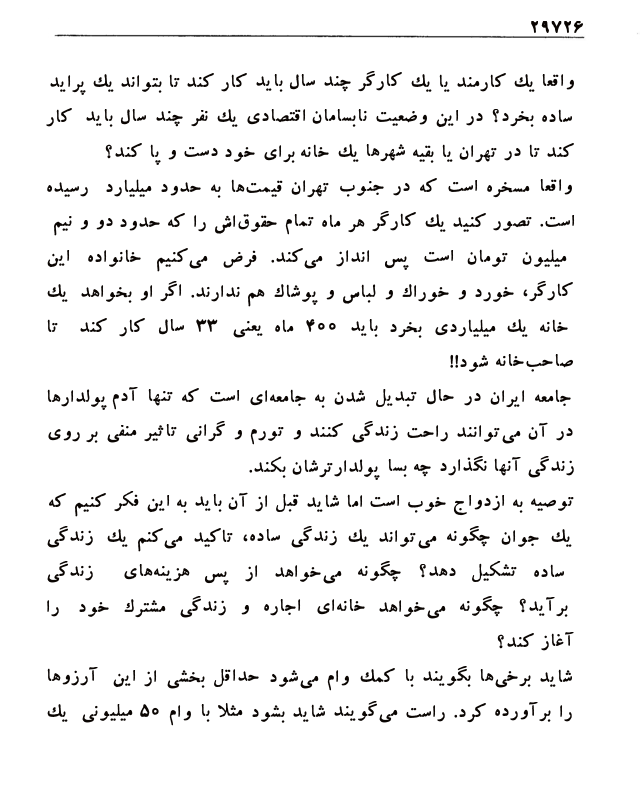 ۲۹۷۲۶
واقعا یك کارمند یا یك کارگر چند سال باید کار کند تا بتواند یك پراید
ساده بخرد؟ در این وضعیت نابسامان اقتصادی یك نفر چند سال باید کار
کند تا در تهران یا بقیه شهرها یك خانه برای خود دست و پا کند؟
واقعا مسخره است که در جنوب تهران قیمت‌ها به حدود میلیارد رسیده
است. تصور کنید یك کارگر هر ماه تمام حقوق‌اش را که حدود دو و نیم
میلیون تومان است پس انداز می‌کند. فرض می‌کنیم خانواده این
کارگر، خورد و خوراك و لباس و پوشاك هم ندارند. اگر او بخواهد یك
خانه یك میلیاردی بخرد باید ۴۰۰ ماه یعنی ۳۳ سال کار کند تا
صاحب‌خانه شود!!
جامعه ایران در حال تبدیل شدن به جامعه‌ای است که تنها آدم پولدارها
در آن می‌توانند راحت زندگی کنند و تورم و گرانی تاثیر منفی بر روی
زندگی آنها نگذارد چه بسا پولدارترشان بکند.
توصیه به ازدواج خوب است اما شاید قبل از آن باید به این فکر کنیم که
یك جوان چگونه می‌تواند یك زندگی ساده، تاکید می‌کنم یك زندگی
ساده تشکیل دهد؟ چگونه می‌خواهد از پس هزینه‌های زندگی
برآید؟ چگونه می‌خواهد خانه‌ای اجاره و زندگی مشترك خود را
آغاز کند؟
شاید برخی‌ها بگویند با کمك وام می‌شود حداقل بخشی از این آرزوها
را برآورده کرد. راست می‌گویند شاید بشود مثلا با وام ۵۰ میلیونی یك